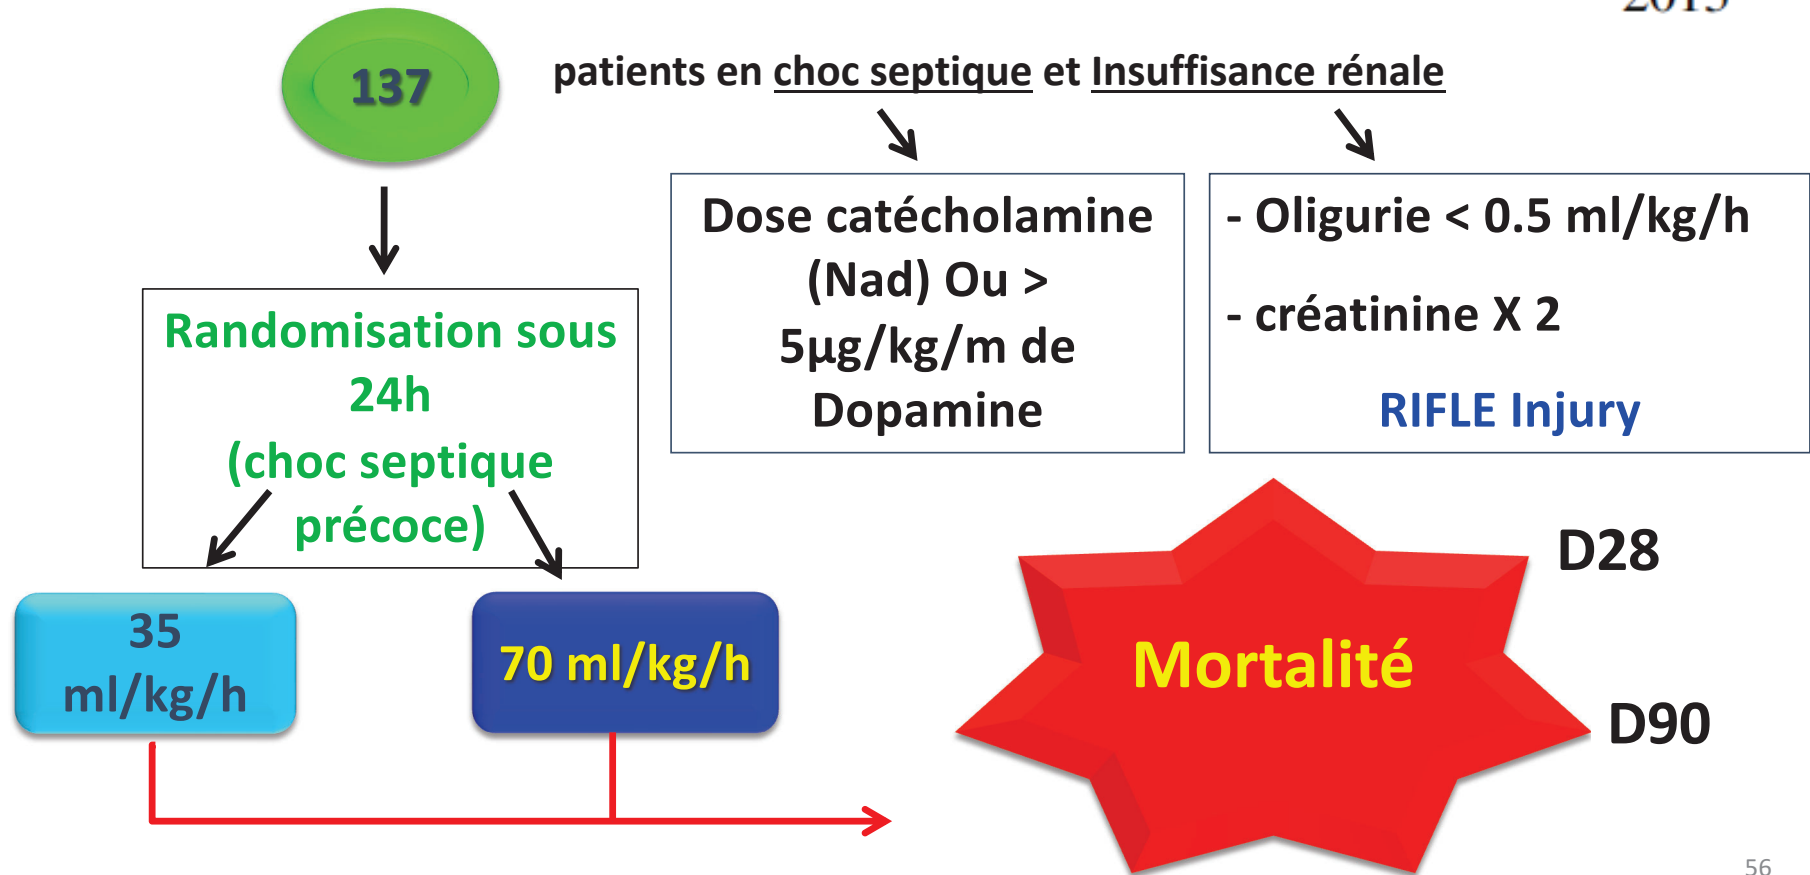 137
patients en choc septique et Insuffisance rénale
Dose catécholamine
(Nad) Ou >
5µg/kg/m de
Dopamine
- Oligurie < 0.5 ml/kg/h
- créatinine X 2
RIFLE Injury
Randomisation sous
24h
(choc septique
précoce)
35
ml/kg/h
70 ml/kg/h
Mortalité
D28
D90
56